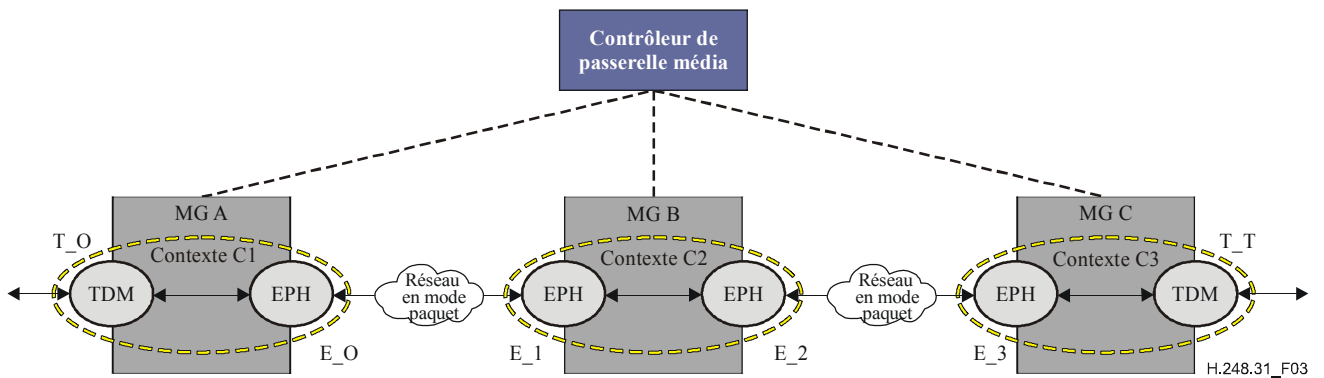 Contrôleur de
passerelle média
MG A
MG B
MG C
T_O
T_T
Contexte C1
Contexte C2
Contexte C3
TDM
EPH
Réseau
en mode
paquet
EPH
EPH
Réseau
en mode
paquet
EPH
TDM
E_O
E_1
E_2
E_3
H.248.31_F03